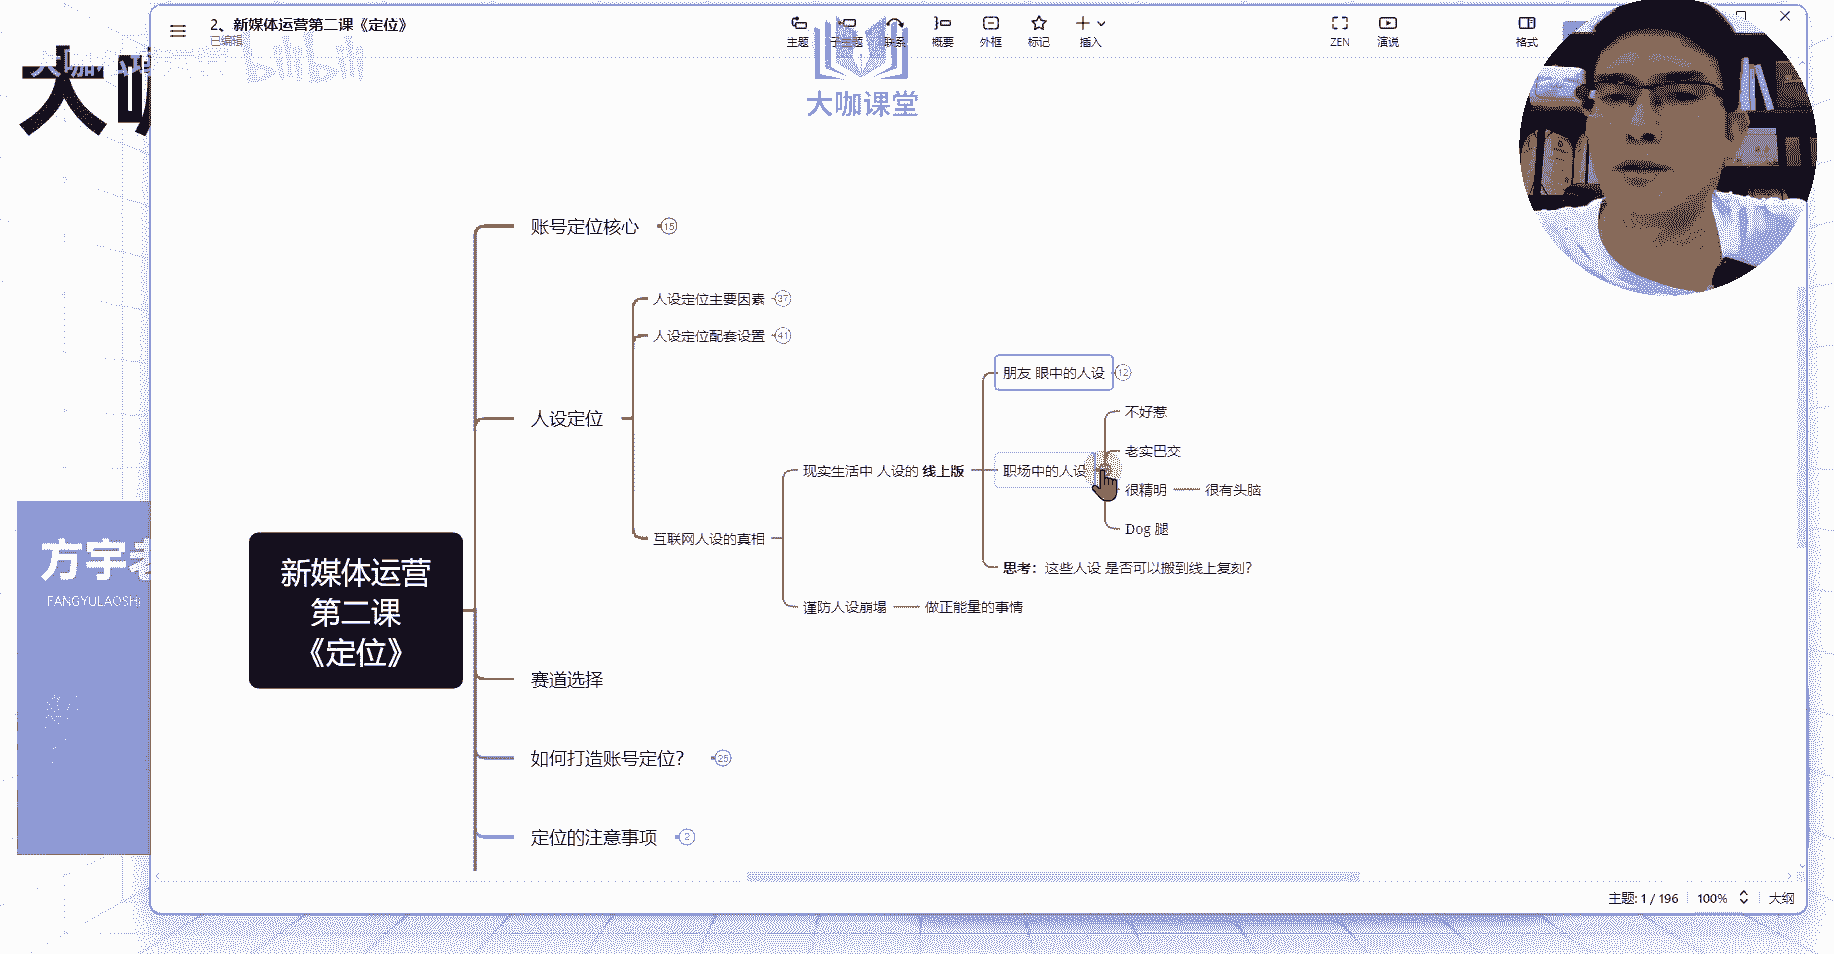 2、新媒体运营第二课《定位》
已编辑
主题
子主题
联系
概要
外框
标记
插入
ZEN
演说
格式
大咖
bilibili
大咖课堂
账号定位核心 15
人设定位主要因素 37
人设定位配套设置 41
朋友 眼中的人设 12
不好惹
人设定位
老实巴交
现实生活中 人设的 线上版
职场中的人设
很精明
很有头脑
Dog 腿
互联网人设的真相
思考：这些人设 是否可以搬到线上复刻？
谨防人设崩塌
做正能量的事情
新媒体运营
第二课
《定位》
方宇老
FANGYULAOSHI
赛道选择
如何打造账号定位？ 25
定位的注意事项 2
主题: 1 / 196
100%
大纲